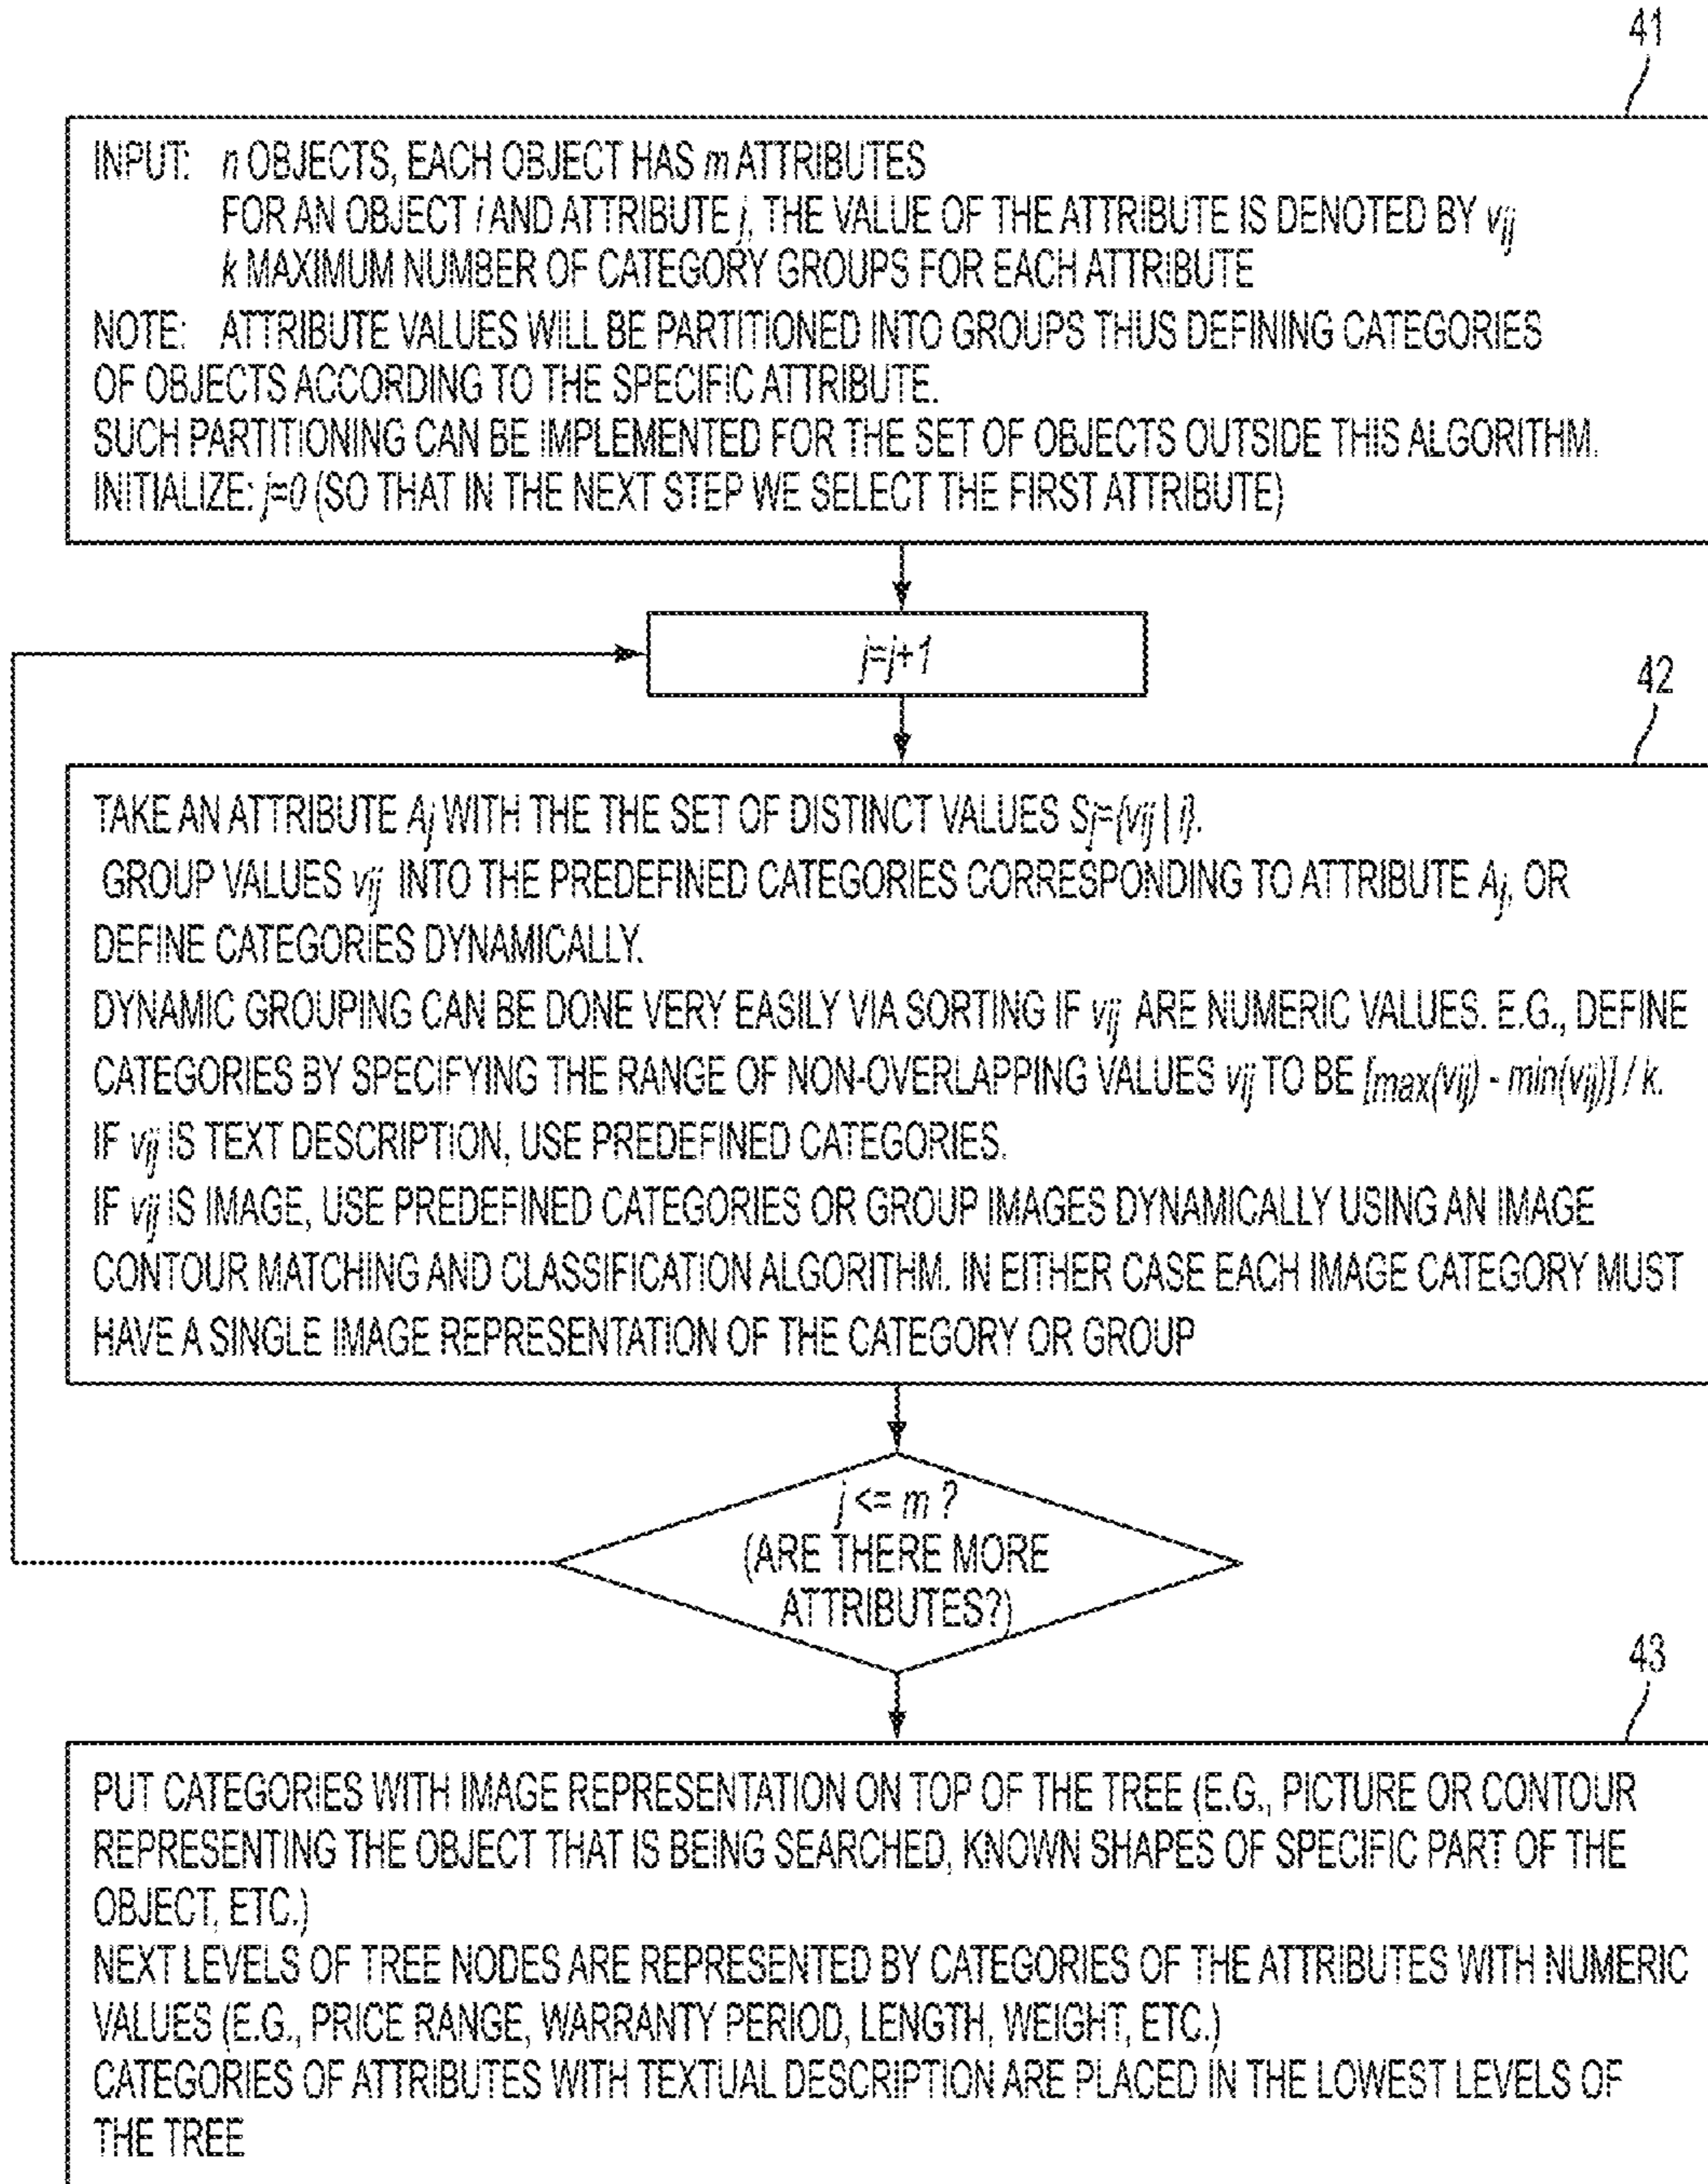 41
INPUT: n OBJECTS, EACH OBJECT HAS m ATTRIBUTES
FOR AN OBJECT i AND ATTRIBUTE j, THE VALUE OF THE ATTRIBUTE IS DENOTED BY vij
k MAXIMUM NUMBER OF CATEGORY GROUPS FOR EACH ATTRIBUTE
NOTE: ATTRIBUTE VALUES WILL BE PARTITIONED INTO GROUPS THUS DEFINING CATEGORIES
OF OBJECTS ACCORDING TO THE SPECIFIC ATTRIBUTE.
SUCH PARTITIONING CAN BE IMPLEMENTED FOR THE SET OF OBJECTS OUTSIDE THIS ALGORITHM.
INITIALIZE: j=0 (SO THAT IN THE NEXT STEP WE SELECT THE FIRST ATTRIBUTE)
j=j+1
42
TAKE AN ATTRIBUTE Aj WITH THE THE SET OF DISTINCT VALUES Sj={vij | i}.
GROUP VALUES vij INTO THE PREDEFINED CATEGORIES CORRESPONDING TO ATTRIBUTE Aj, OR
DEFINE CATEGORIES DYNAMICALLY.
DYNAMIC GROUPING CAN BE DONE VERY EASILY VIA SORTING IF vij ARE NUMERIC VALUES. E.G., DEFINE
CATEGORIES BY SPECIFYING THE RANGE OF NON-OVERLAPPING VALUES vij TO BE [max(vij) - min(vij)] / k.
IF vij IS TEXT DESCRIPTION, USE PREDEFINED CATEGORIES.
IF vij IS IMAGE, USE PREDEFINED CATEGORIES OR GROUP IMAGES DYNAMICALLY USING AN IMAGE
CONTOUR MATCHING AND CLASSIFICATION ALGORITHM. IN EITHER CASE EACH IMAGE CATEGORY MUST
HAVE A SINGLE IMAGE REPRESENTATION OF THE CATEGORY OR GROUP
j <= m ?
(ARE THERE MORE
ATTRIBUTES?)
43
PUT CATEGORIES WITH IMAGE REPRESENTATION ON TOP OF THE TREE (E.G., PICTURE OR CONTOUR
REPRESENTING THE OBJECT THAT IS BEING SEARCHED, KNOWN SHAPES OF SPECIFIC PART OF THE
OBJECT, ETC.)
NEXT LEVELS OF TREE NODES ARE REPRESENTED BY CATEGORIES OF THE ATTRIBUTES WITH NUMERIC
VALUES (E.G., PRICE RANGE, WARRANTY PERIOD, LENGTH, WEIGHT, ETC.)
CATEGORIES OF ATTRIBUTES WITH TEXTUAL DESCRIPTION ARE PLACED IN THE LOWEST LEVELS OF
THE TREE